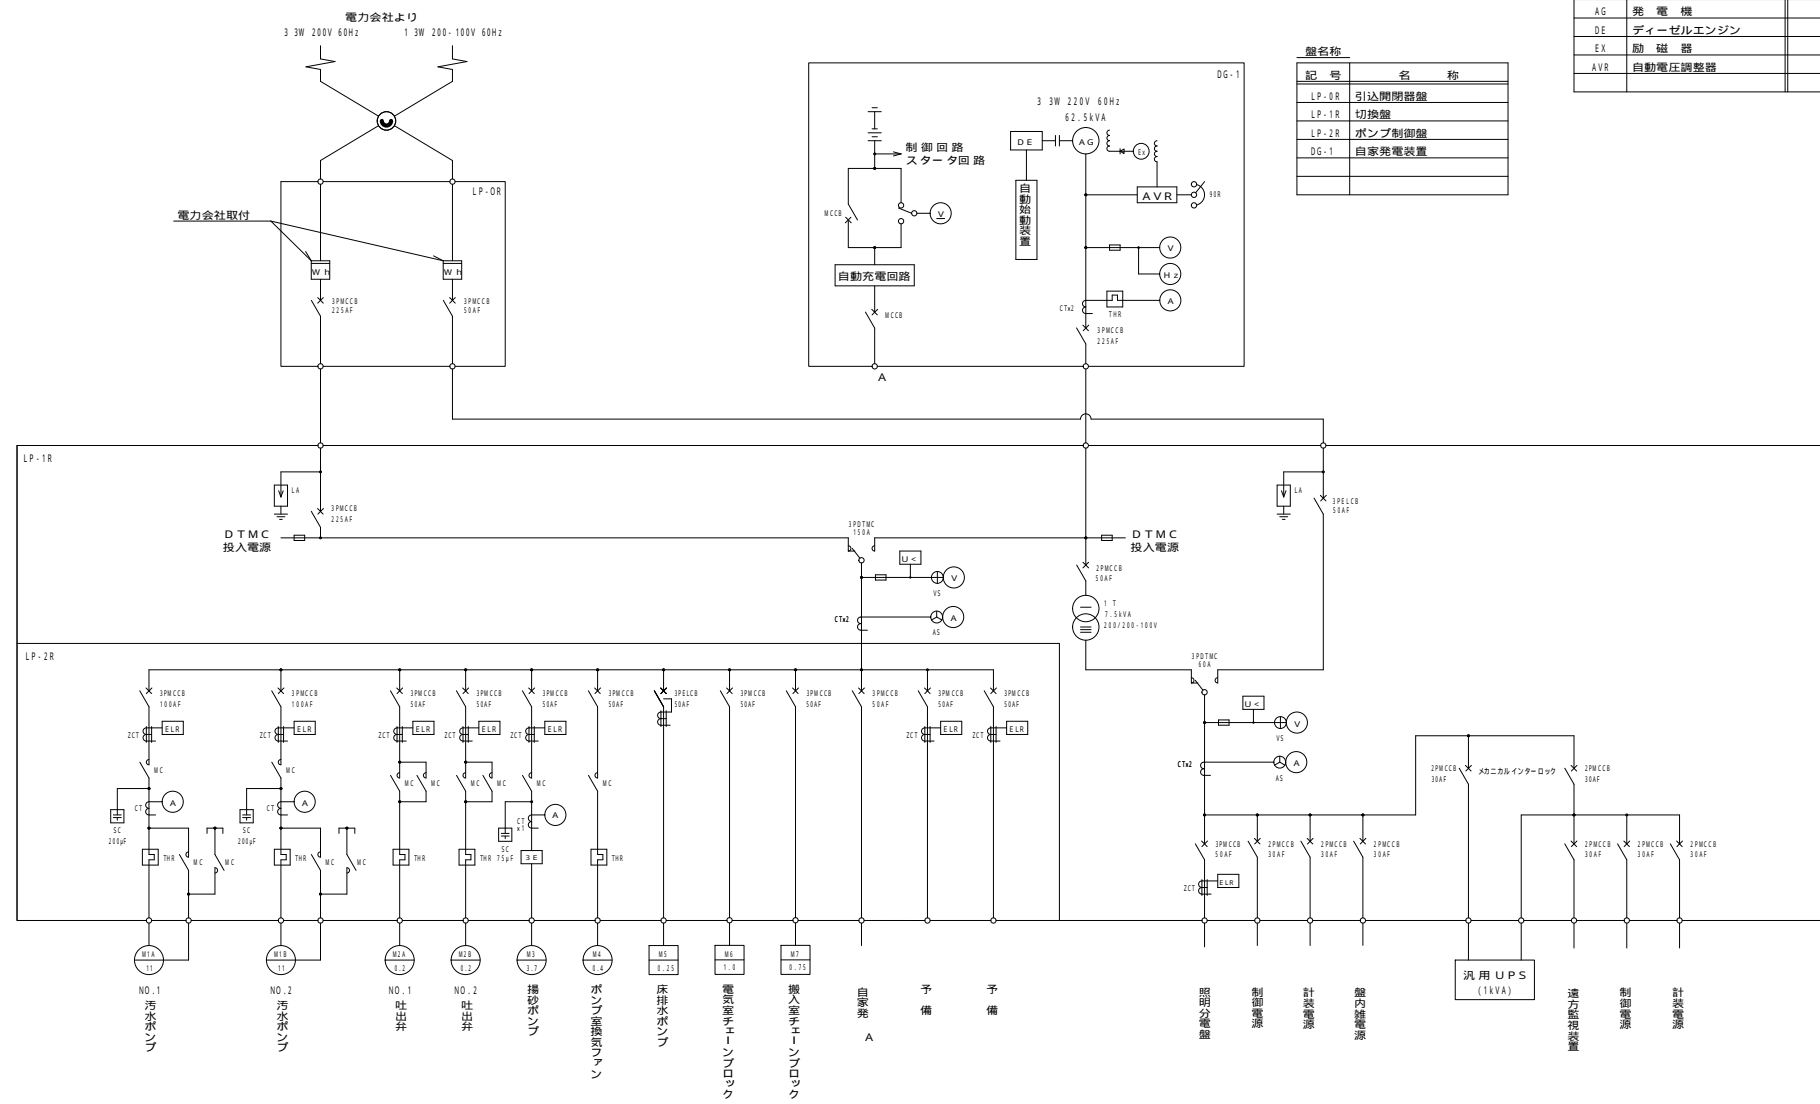 電力会社より
3 3W 200V 60Hz
1 3W 200-100V 60Hz
LP-0R
電力会社取付
Wh
Wh
3PMCCB
225AF
3PMCCB
50AF
DG-1
3 3W 220V 60Hz
62.5kVA
制御回路
スタータ回路
MCCB
V
自動充電回路
MCCB
A
DE
AG
Ex
自動始動装置
AVR
90R
V
Hz
CTx2
THR
A
3PMCCB
225AF
盤名称
記 号 名 称
LP-0R 引込開閉器盤
LP-1R 切換盤
LP-2R ポンプ制御盤
DG-1 自家発電装置
AG 発 電 機
DE ディーゼルエンジン
EX 励 磁 器
AVR 自動電圧調整器
LP-1R
LA
3PMCCB
225AF
DTMC
投入電源
3PDTMC
150A
U<
V
VS
CTx2
A
AS
DTMC
投入電源
2PMCCB
50AF
1 T
7.5kVA
200/200-100V
LA
3PELCB
50AF
3PDTMC
60A
U<
V
VS
CTx2
A
AS
LP-2R
3PMCCB
100AF
ZCT
ELR
MC
CT
A
SC
200μF
THR
MC
MC
3PMCCB
100AF
ZCT
ELR
MC
CT
A
SC
200μF
THR
MC
MC
3PMCCB
50AF
ZCT
ELR
MC
MC
THR
3PMCCB
50AF
ZCT
ELR
MC
MC
THR
3PMCCB
50AF
ZCT
ELR
MC
CT
x1
A
SC
75μF
3E
3PMCCB
50AF
MC
THR
3PELCB
50AF
3PMCCB
50AF
3PMCCB
50AF
3PMCCB
50AF
3PMCCB
50AF
ZCT
ELR
3PMCCB
50AF
ZCT
ELR
3PMCCB
50AF
ZCT
ELR
2PMCCB
30AF
2PMCCB
30AF
2PMCCB
30AF
2PMCCB
30AF
メカニカルインターロック
2PMCCB
30AF
2PMCCB
30AF
2PMCCB
30AF
2PMCCB
30AF
M1A
11
NO.1
汚水ポンプ
M1B
11
NO.2
汚水ポンプ
M2A
0.2
NO.1
吐出弁
M2B
0.2
NO.2
吐出弁
M3
3.7
揚砂ポンプ
M4
0.4
ポンプ室換気ファン
M5
0.25
床排水ポンプ
M6
1.0
電気室チェーンブロック
M7
0.75
搬入室チェーンブロック
自家発
A
予備
予備
照明分電盤
制御電源
計装電源
盤内雑電源
汎用UPS
(1kVA)
遠方監視装置
制御電源
計装電源